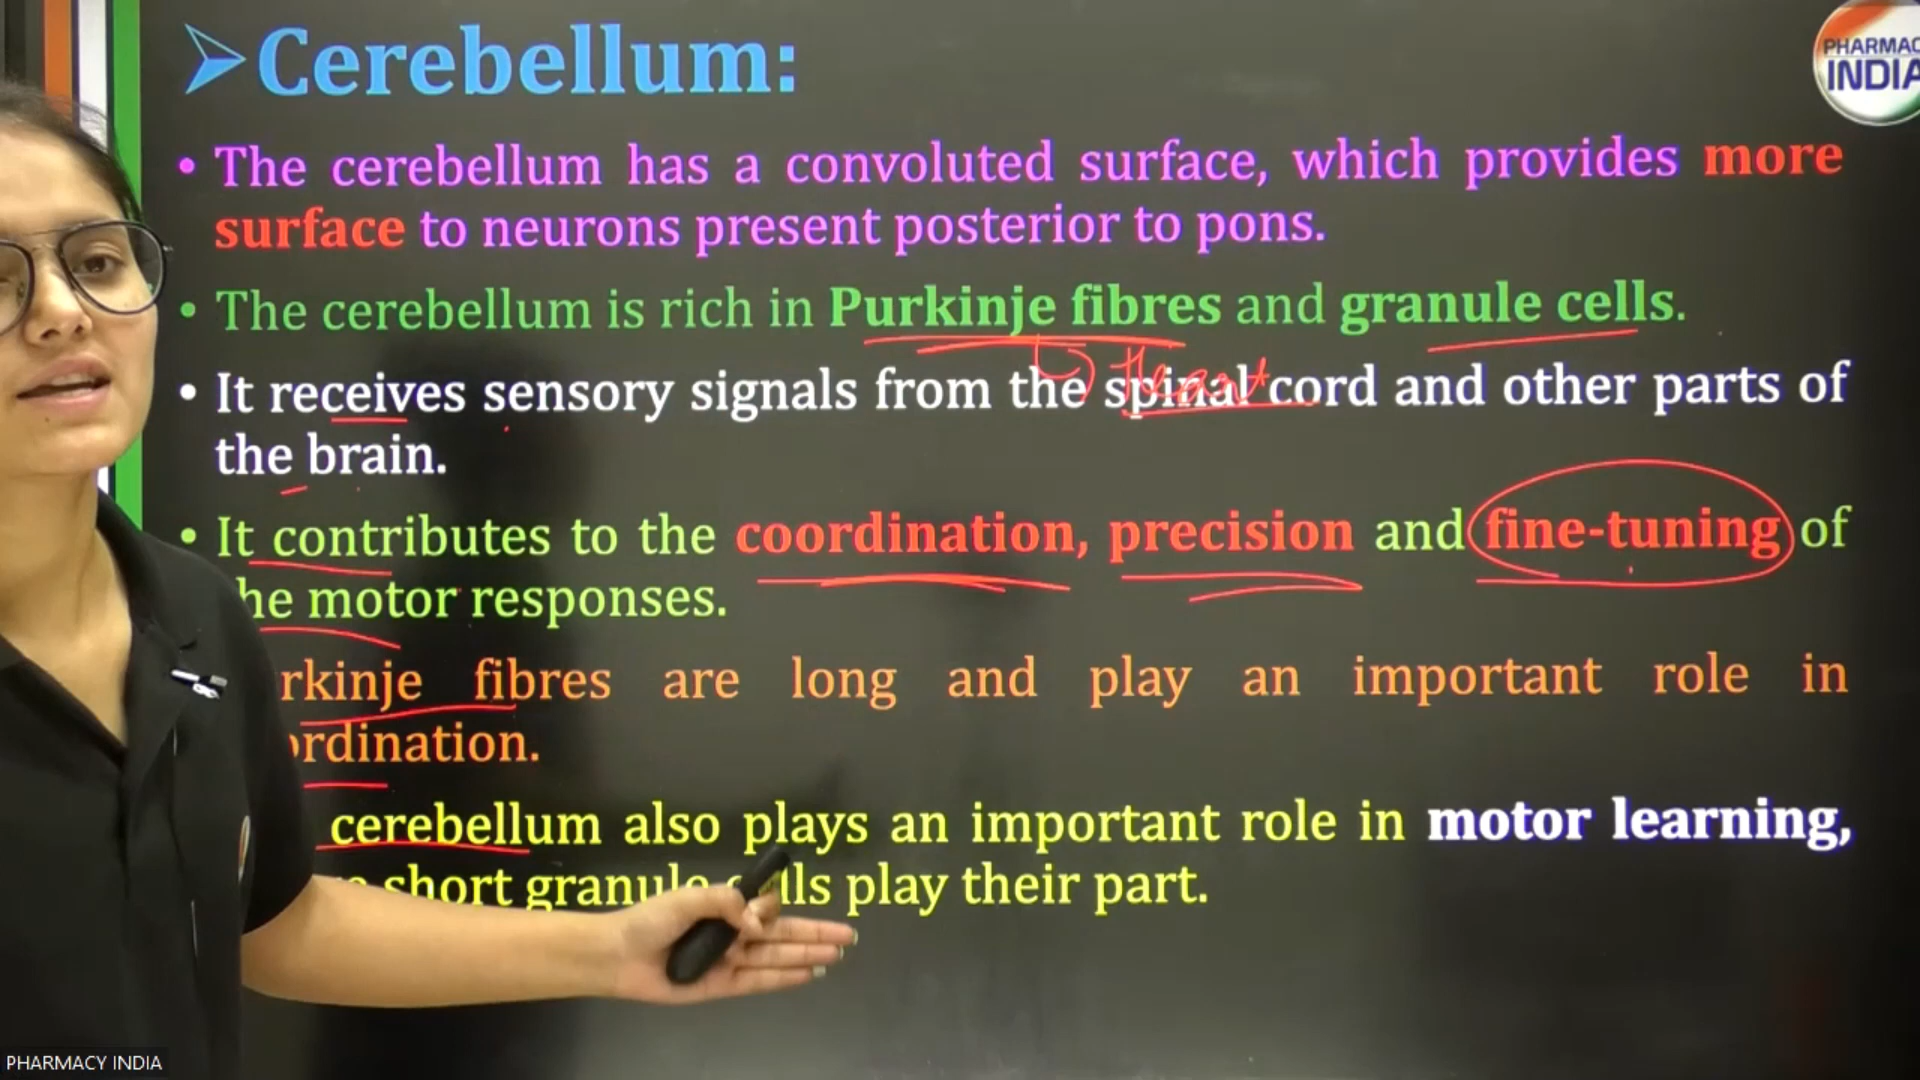 Cerebellum:
PHARMAC
INDIA
• The cerebellum has a convoluted surface, which provides more
surface to neurons present posterior to pons.
• The cerebellum is rich in Purkinje fibres and granule cells.
Heart
• It receives sensory signals from the spinal cord and other parts of
the brain.
• It contributes to the coordination, precision and fine-tuning of
he motor responses.
rkinje fibres are long and play an important role in
ordination.
cerebellum also plays an important role in motor learning,
short granule cells play their part.
PHARMACY INDIA